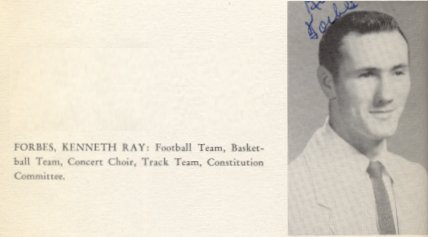 FORBES, KENNETH RAY: Football Team, Basket-
ball Team, Concert Choir, Track Team, Constitution
Committee.